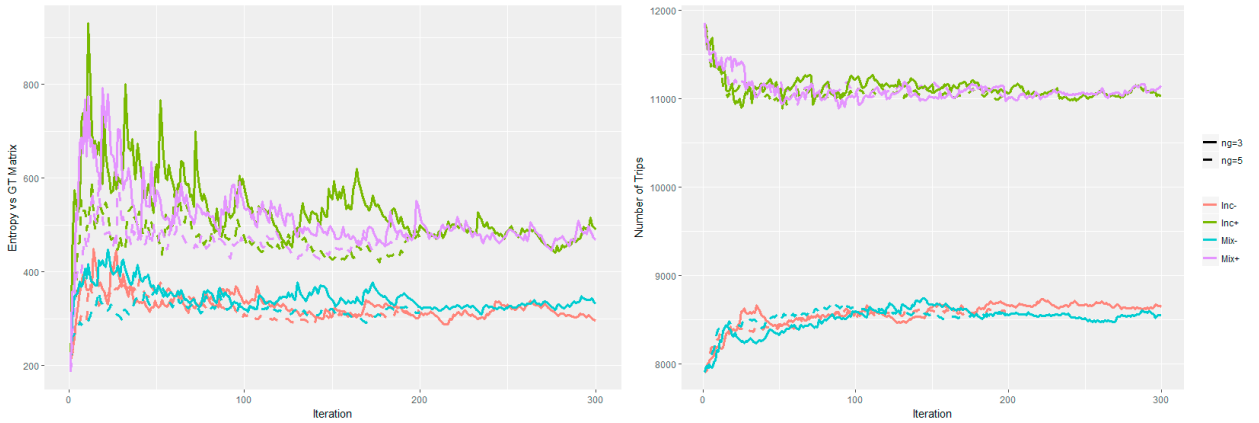 Entropy vs GT Matrix
800
600
400
200
0
100
200
300
Iteration
Number of Trips
12000
11000
10000
9000
8000
0
100
200
300
Iteration
ng=3
ng=5
Inc-
Inc+
Mix-
Mix+